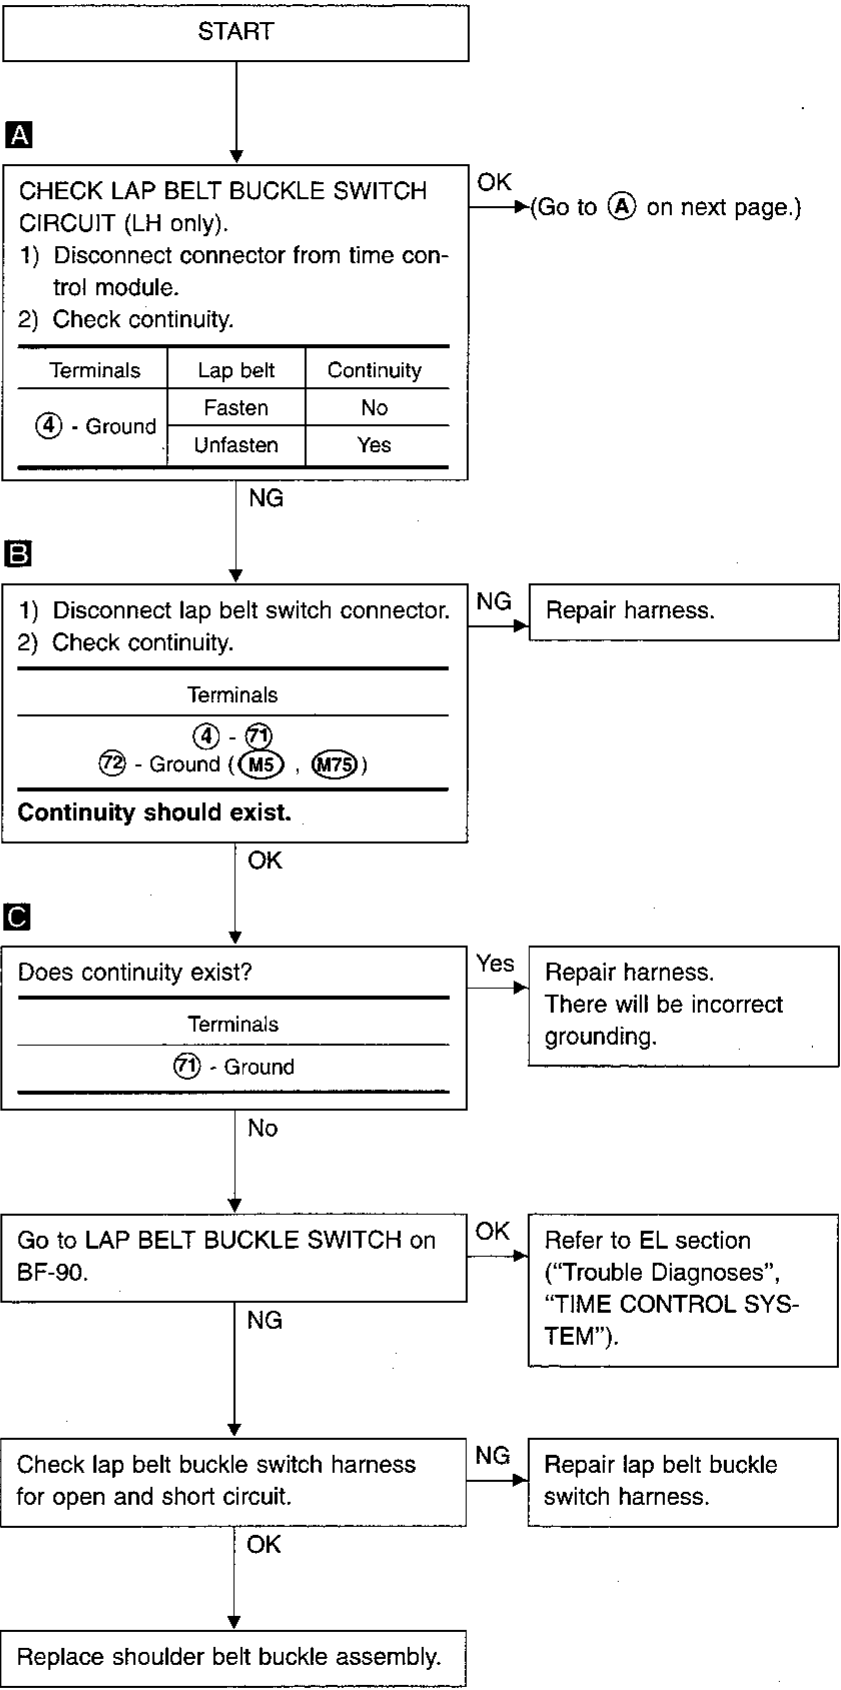 START
A
CHECK LAP BELT BUCKLE SWITCH
CIRCUIT (LH only).
1) Disconnect connector from time con-
trol module.
2) Check continuity.
Terminals Lap belt Continuity
4 - Ground
Fasten No
Unfasten Yes
OK
(Go to A on next page.)
NG
B
1) Disconnect lap belt switch connector.
2) Check continuity.
Terminals
4 - 71
72 - Ground (M5 , M75)
Continuity should exist.
NG
Repair harness.
OK
C
Does continuity exist?
Terminals
71 - Ground
Yes
Repair harness.
There will be incorrect
grounding.
No
Go to LAP BELT BUCKLE SWITCH on
BF-90.
OK
Refer to EL section
(“Trouble Diagnoses”,
“TIME CONTROL SYS-
TEM”).
NG
Check lap belt buckle switch harness
for open and short circuit.
NG
Repair lap belt buckle
switch harness.
OK
Replace shoulder belt buckle assembly.